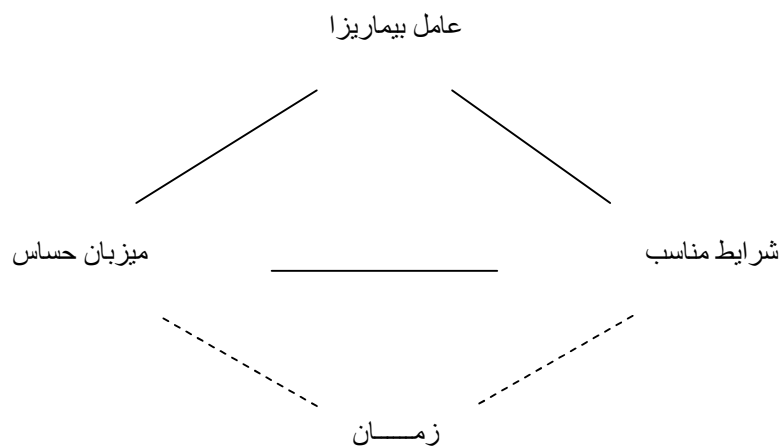 عامل بیماریزا
شرایط مناسب
میزبان حساس
زمـــــان